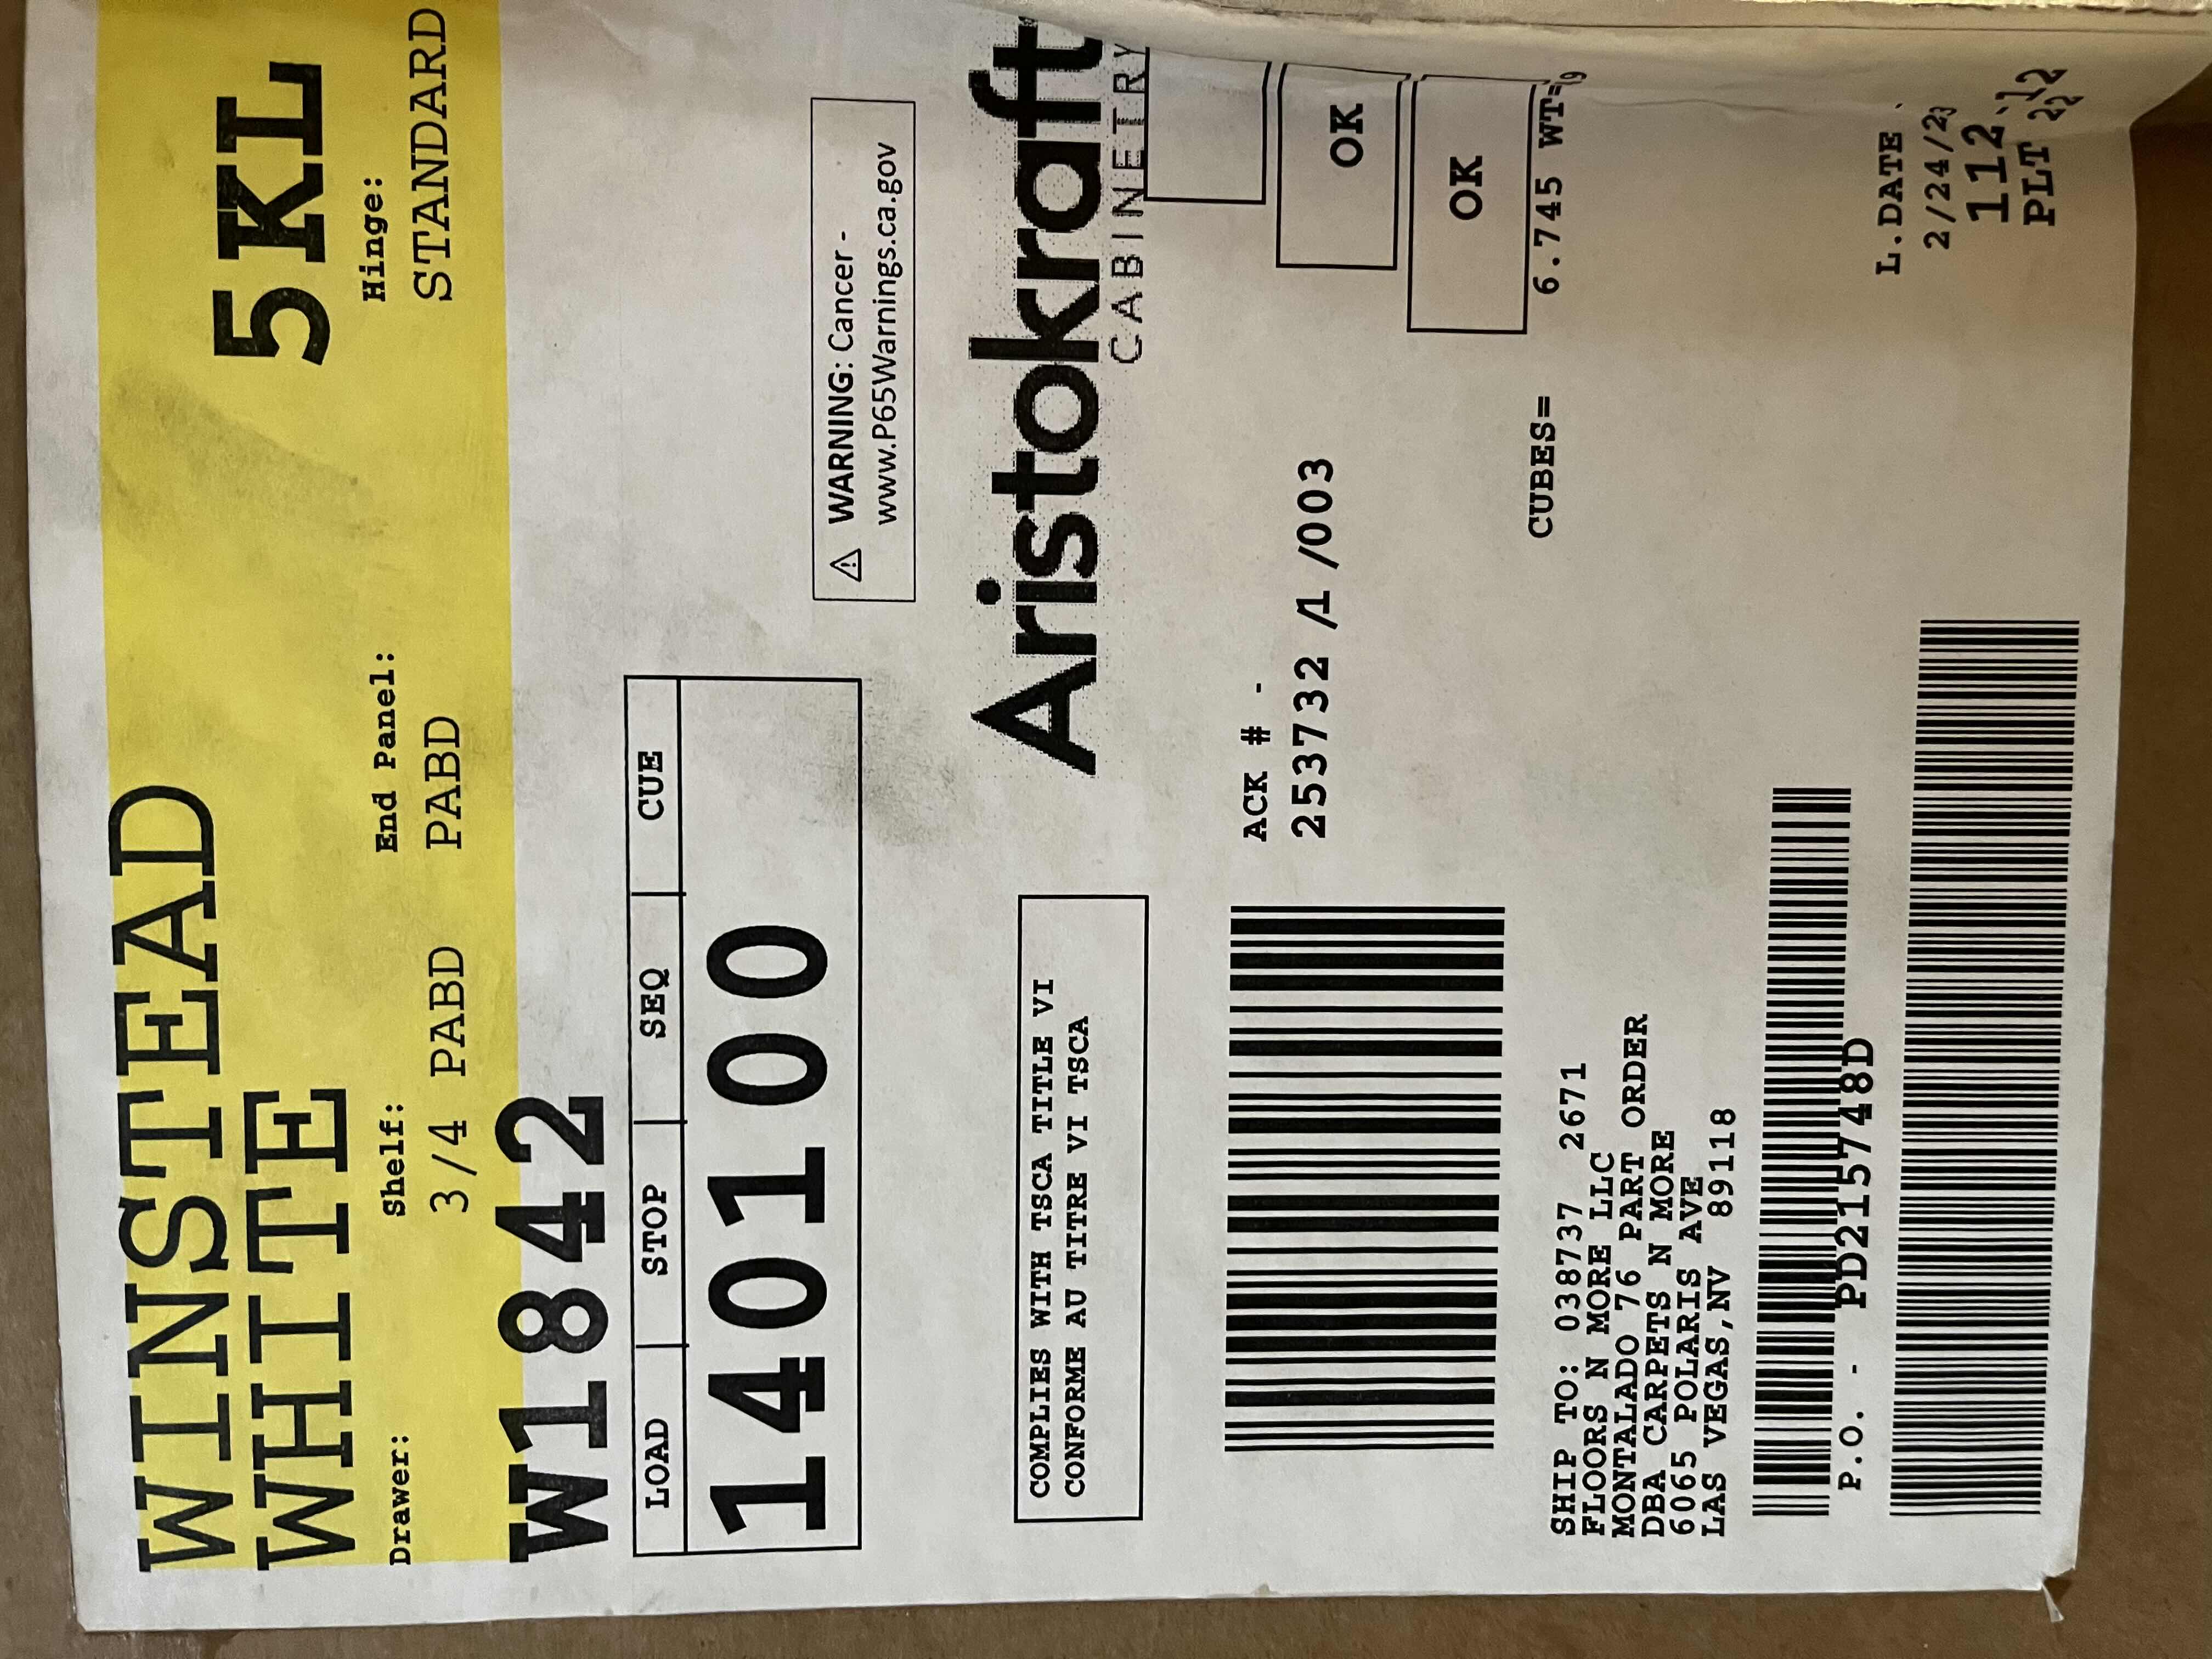 WINSTEAD
WHITE
5KL
Drawer:
Shelf:
End Panel:
Hinge:
3/4 PABD
PABD
STANDARD
W1842
LOAD STOP SEQ CUE
140100
⚠ WARNING: Cancer -
www.P65Warnings.ca.gov
Aristokraft
CABINETRY
COMPLIES WITH TSCA TITLE VI
CONFORME AU TITRE VI TSCA
ACK # -
253732 /1 /003
OK
OK
CUBES= 6.745 WT=
SHIP TO: 038737 2671
FLOORS N MORE LLC
MONTALADO 76 PART ORDER
DBA CARPETS N MORE
6065 POLARIS AVE
LAS VEGAS,NV 89118
P.O. - PD215748D
L.DATE
2/24/23
112
PLT